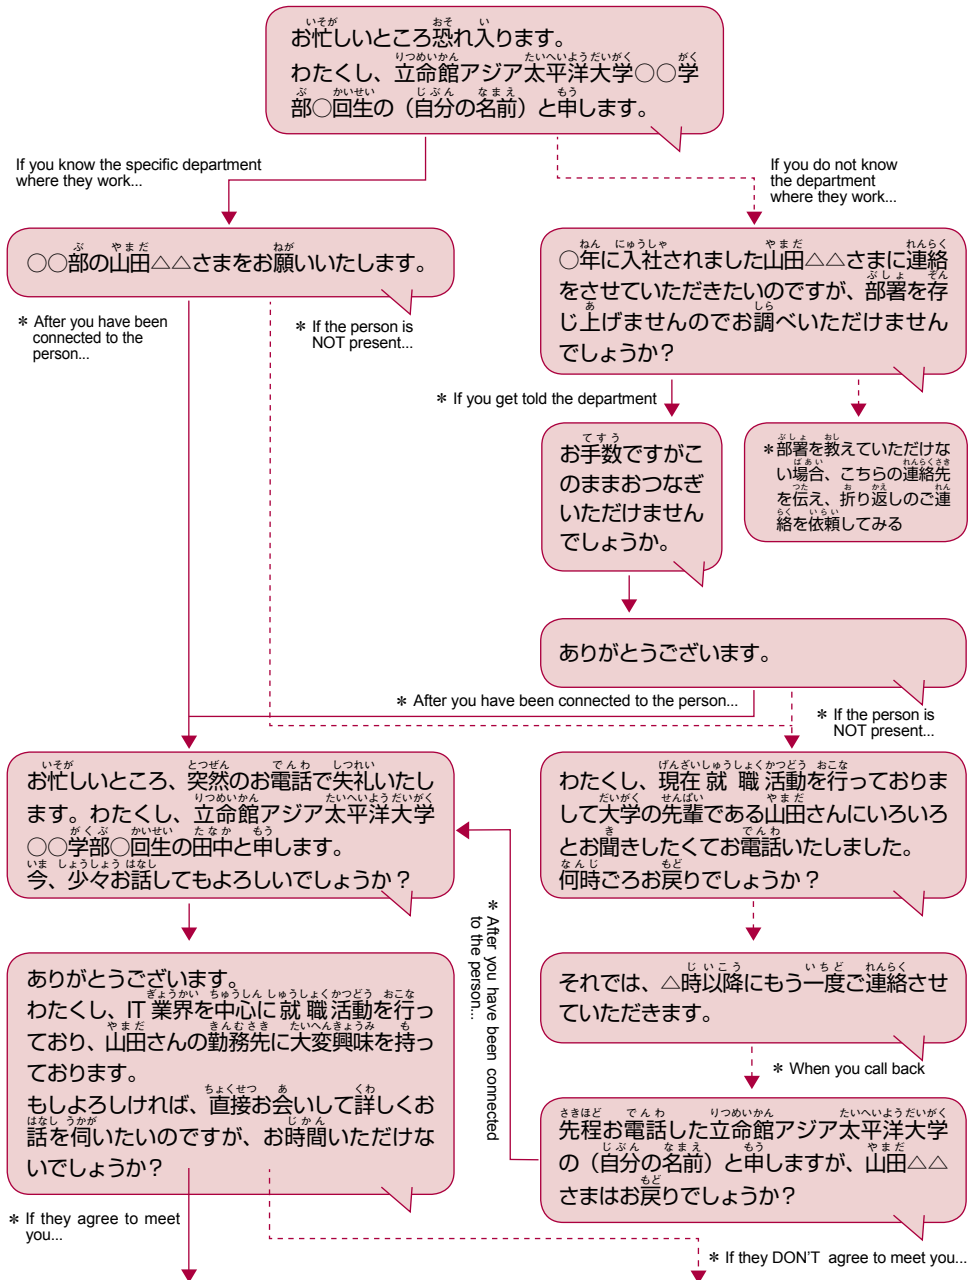 お忙しいところ恐れ入ります。
わたくし、立命館アジア太平洋大学○○学
部○回生の（自分の名前）と申します。
If you know the specific department
where they work...
If you do not know
the department
where they work...
○○部の山田△△さまをお願いいたします。
○年に入社されました山田△△さまに連絡
をさせていただきたいのですが、部署を存
じ上げませんのでお調べいただけません
でしょうか？
＊ After you have been
connected to the
person...
＊ If the person is
NOT present...
＊ If you get told the department
お手数ですがこ
のままおつなぎ
いただけません
でしょうか。
＊部署を教えていただけな
い場合、こちらの連絡先
を伝え、折り返しのご連
絡を依頼してみる
ありがとうございます。
＊ After you have been connected to the person...
＊ If the person is
NOT present...
お忙しいところ、突然のお電話で失礼いたし
ます。わたくし、立命館アジア太平洋大学
○○学部○回生の田中と申します。
今、少々お話してもよろしいでしょうか？
わたくし、現在就職活動を行っておりま
して大学の先輩である山田さんにいろいろ
とお聞きしたくてお電話いたしました。
何時ごろお戻りでしょうか？
＊ After you have been connected
to the person...
ありがとうございます。
わたくし、IT 業界を中心に就職活動を行っ
ており、山田さんの勤務先に大変興味を持っ
ております。
もしよろしければ、直接お会いして詳しくお
話を伺いたいのですが、お時間いただけな
いでしょうか？
それでは、△時以降にもう一度ご連絡させ
ていただきます。
＊ When you call back
先程お電話した立命館アジア太平洋大学
の（自分の名前）と申しますが、山田△△
さまはお戻りでしょうか？
＊ If they agree to meet
you...
＊ If they DON'T agree to meet you...